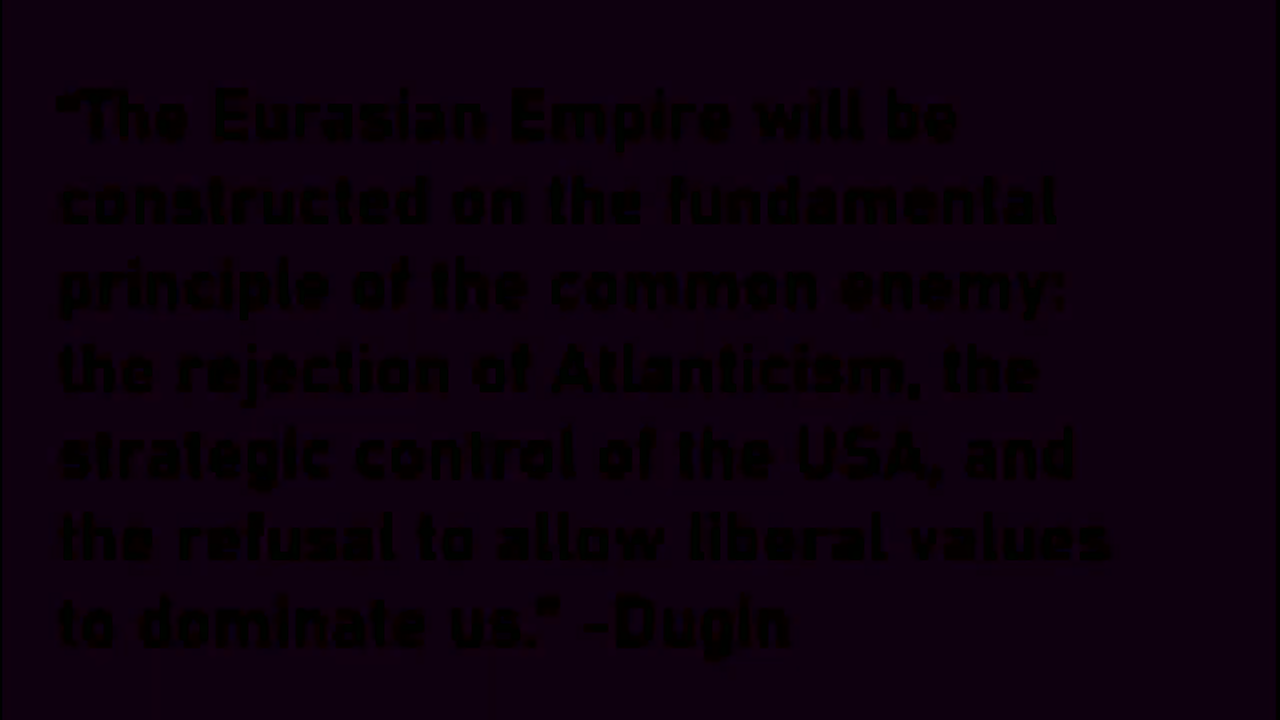 "The Eurasian Empire will be
constructed on the fundamental
principle of the common enemy:
the rejection of Atlanticism, the
strategic control of the USA, and
the refusal to allow liberal values
to dominate us." -Dugin